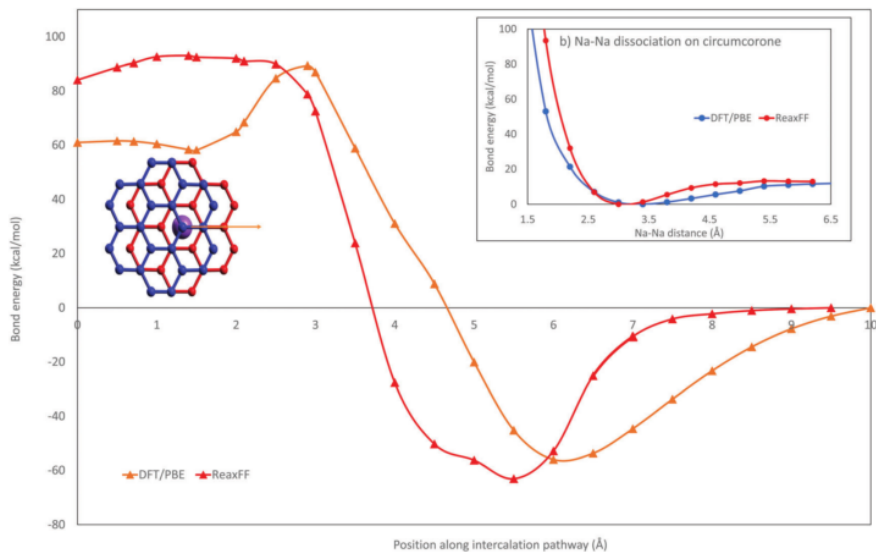 Bond energy (kcal/mol)
100
80
60
40
20
0
-20
-40
-60
-80
0 1 2 3 4 5 6 7 8 9 10
Position along intercalation pathway (Å)
DFT/PBE ReaxFF
b) Na-Na dissociation on circumcorone
Bond energy (kcal/mol)
100
80
60
40
20
0
DFT/PBE ReaxFF
1.5 2.5 3.5 4.5 5.5 6.5
Na-Na distance (Å)